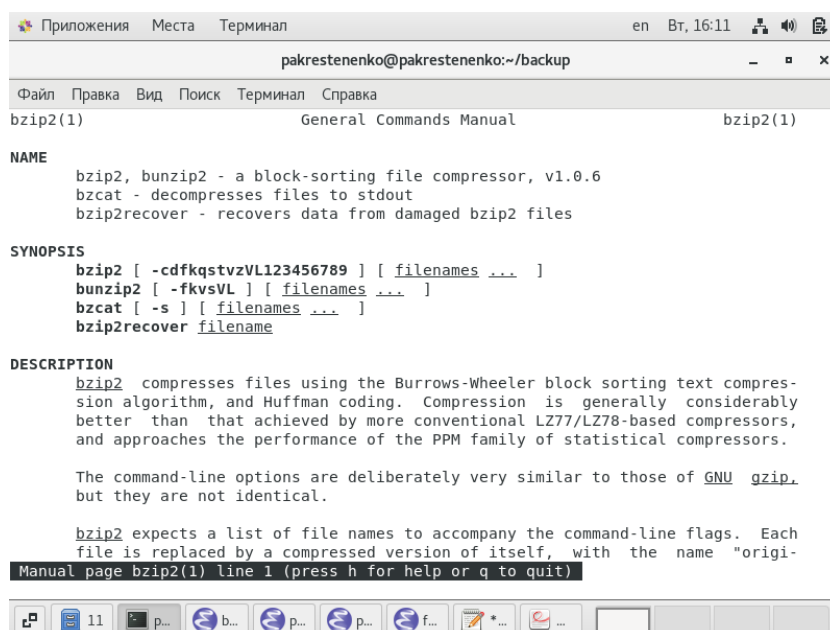 Приложения Места Терминал en Вт, 16:11
pakrestenenko@pakrestenenko:~/backup
Файл Правка Вид Поиск Терминал Справка
bzip2(1) General Commands Manual bzip2(1)
NAME
bzip2, bunzip2 - a block-sorting file compressor, v1.0.6
bzcat - decompresses files to stdout
bzip2recover - recovers data from damaged bzip2 files
SYNOPSIS
bzip2 [ -cdfkqstvzVL123456789 ] [ filenames ... ]
bunzip2 [ -fkvsVL ] [ filenames ... ]
bzcat [ -s ] [ filenames ... ]
bzip2recover filename
DESCRIPTION
bzip2 compresses files using the Burrows-Wheeler block sorting text compres-
sion algorithm, and Huffman coding. Compression is generally considerably
better than that achieved by more conventional LZ77/LZ78-based compressors,
and approaches the performance of the PPM family of statistical compressors.
The command-line options are deliberately very similar to those of GNU gzip,
but they are not identical.
bzip2 expects a list of file names to accompany the command-line flags. Each
file is replaced by a compressed version of itself, with the name "origi-
Manual page bzip2(1) line 1 (press h for help or q to quit)
11 p... b... p... p... f... *... ...